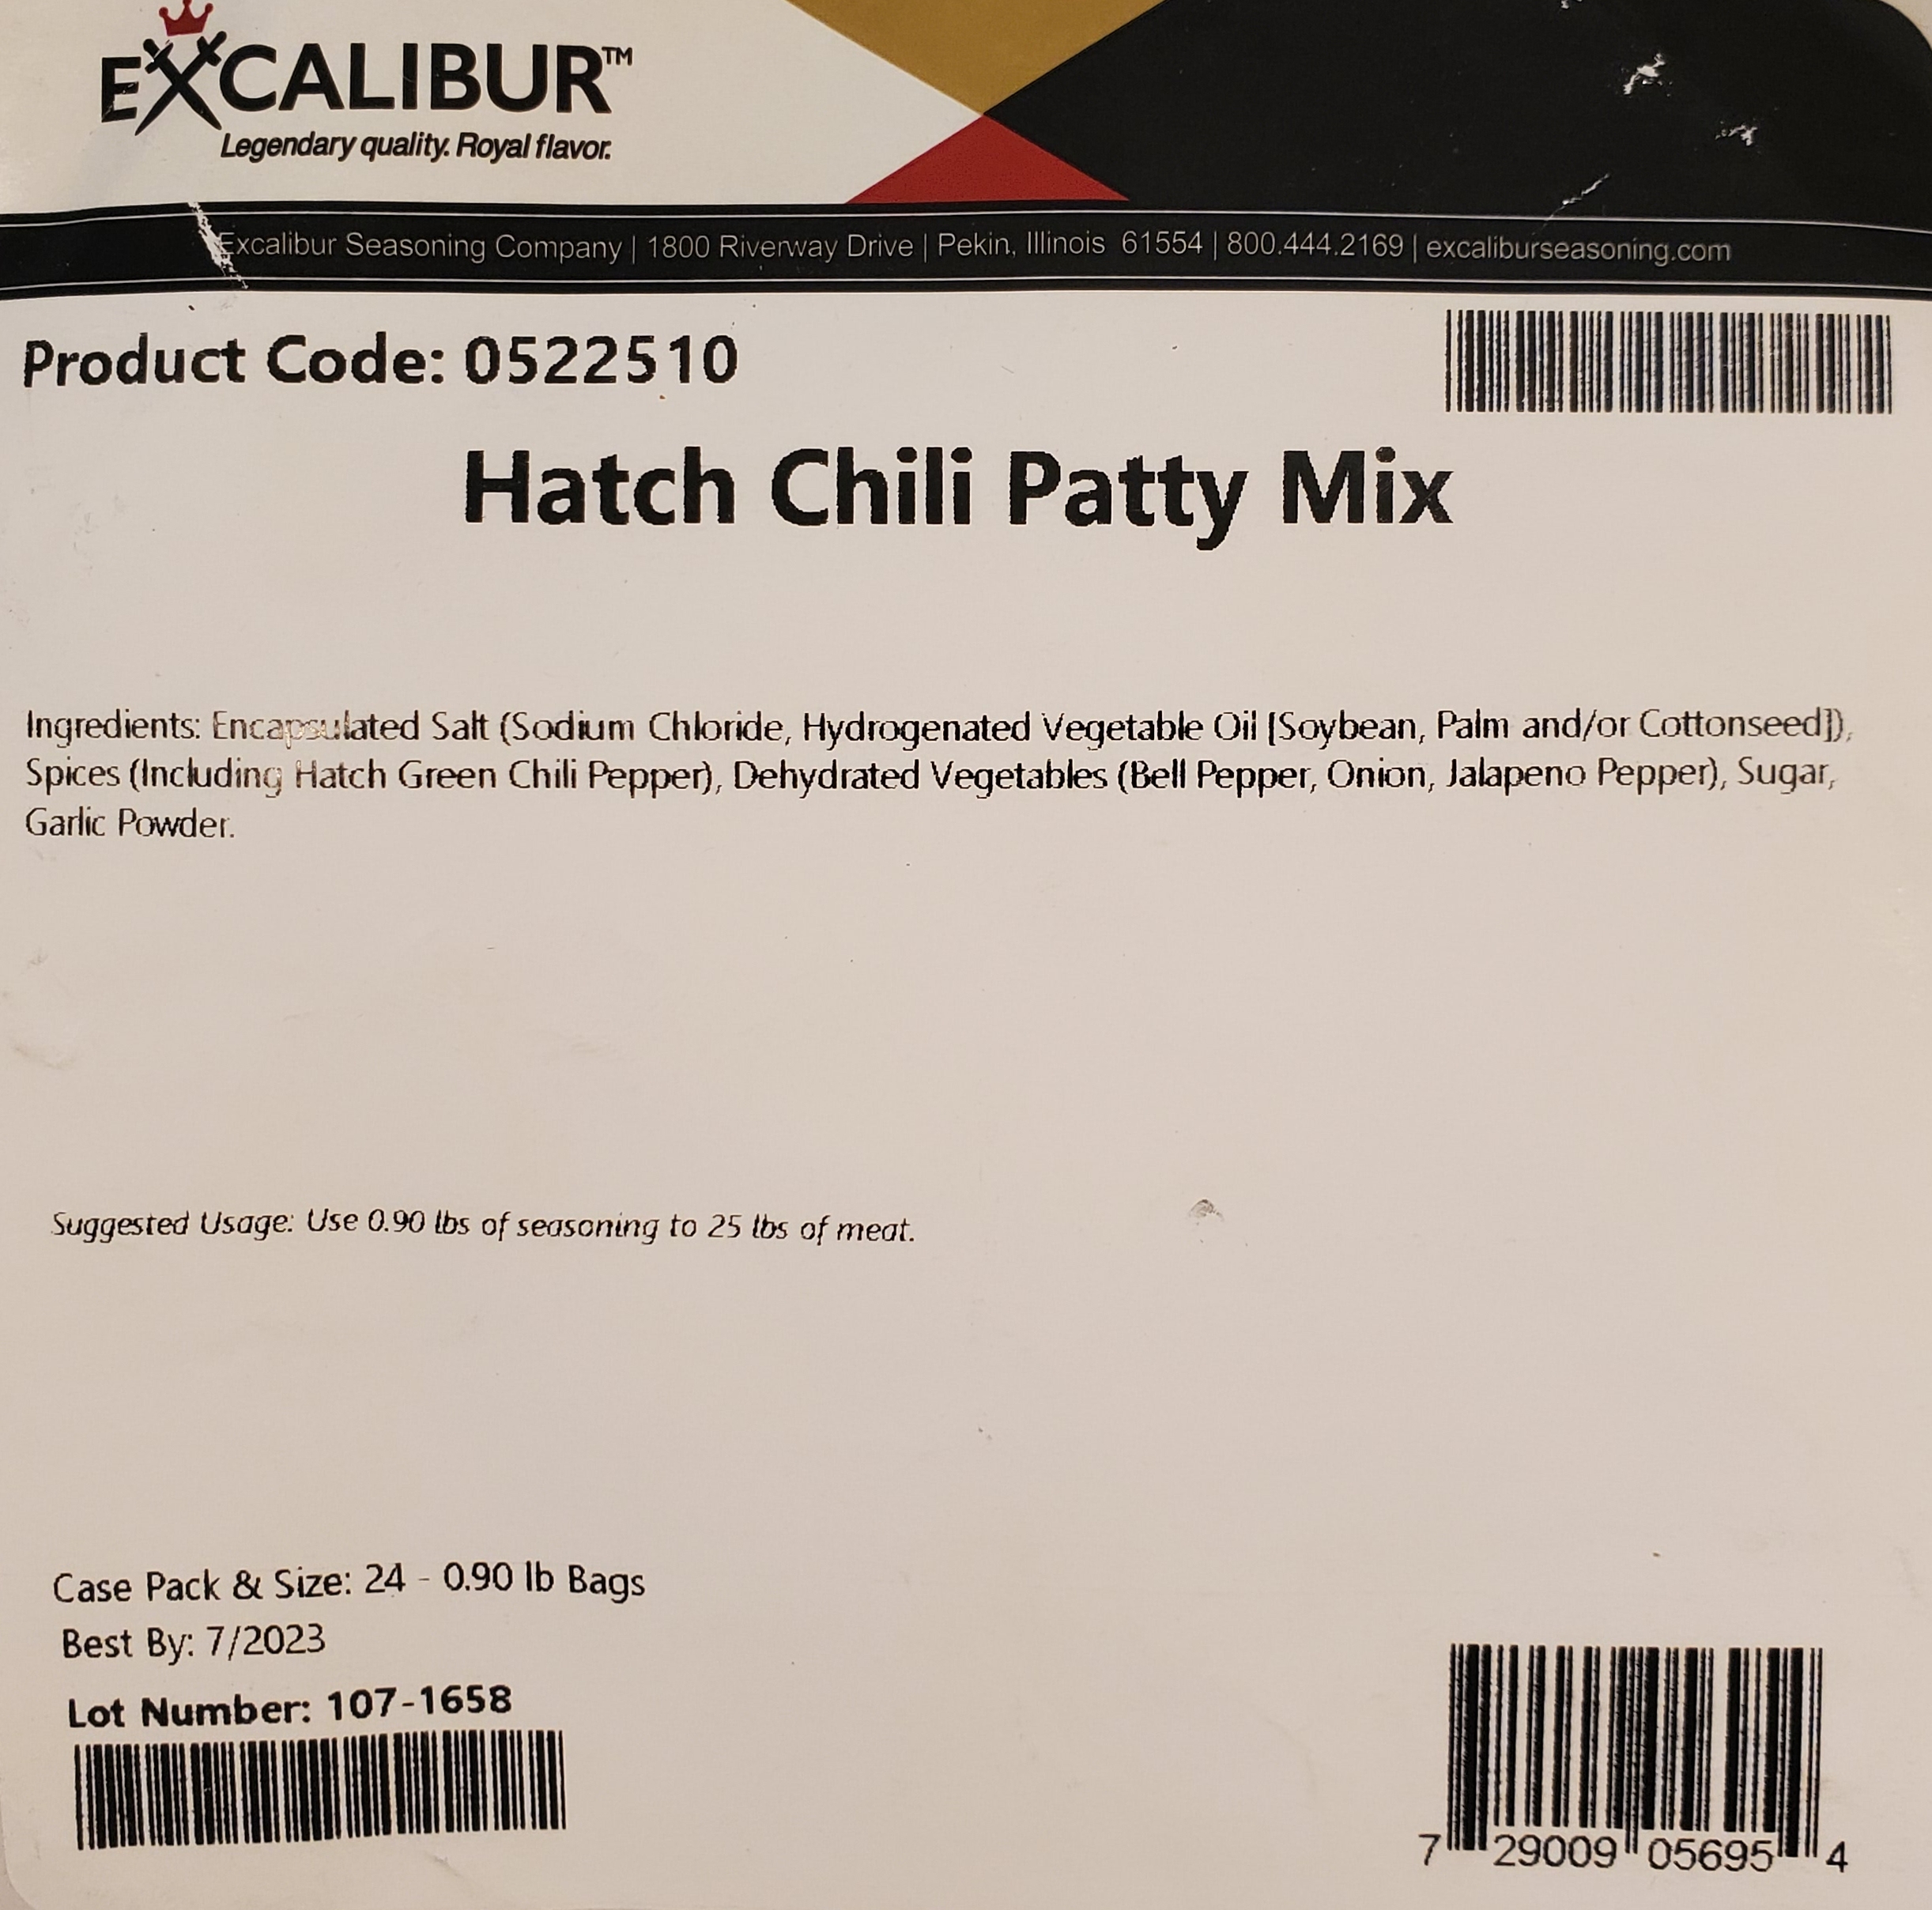 EXCALIBUR™
Legendary quality. Royal flavor.
Excalibur Seasoning Company | 1800 Riverway Drive | Pekin, Illinois 61554 | 800.444.2169 | excaliburseasoning.com
Product Code: 0522510
Hatch Chili Patty Mix
Ingredients: Encapsulated Salt (Sodium Chloride, Hydrogenated Vegetable Oil [Soybean, Palm and/or Cottonseed]),
Spices (Including Hatch Green Chili Pepper), Dehydrated Vegetables (Bell Pepper, Onion, Jalapeno Pepper), Sugar,
Garlic Powder.
Suggested Usage: Use 0.90 lbs of seasoning to 25 lbs of meat.
Case Pack & Size: 24 - 0.90 lb Bags
Best By: 7/2023
Lot Number: 107-1658
7 29009 05695 4